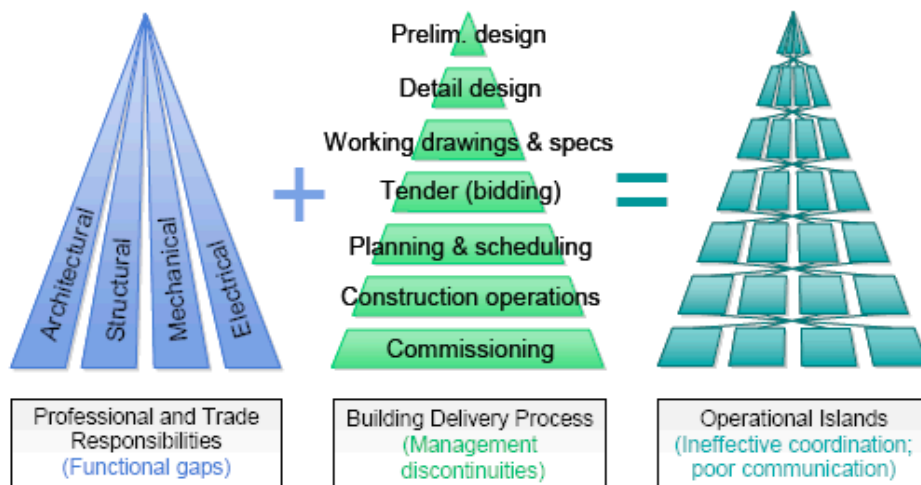 Architectural
Structural
Mechanical
Electrical
+
Prelim. design
Detail design
Working drawings & specs
Tender (bidding)
Planning & scheduling
Construction operations
Commissioning
=
Professional and Trade
Responsibilities
(Functional gaps)
Building Delivery Process
(Management
discontinuities)
Operational Islands
(Ineffective coordination;
poor communication)